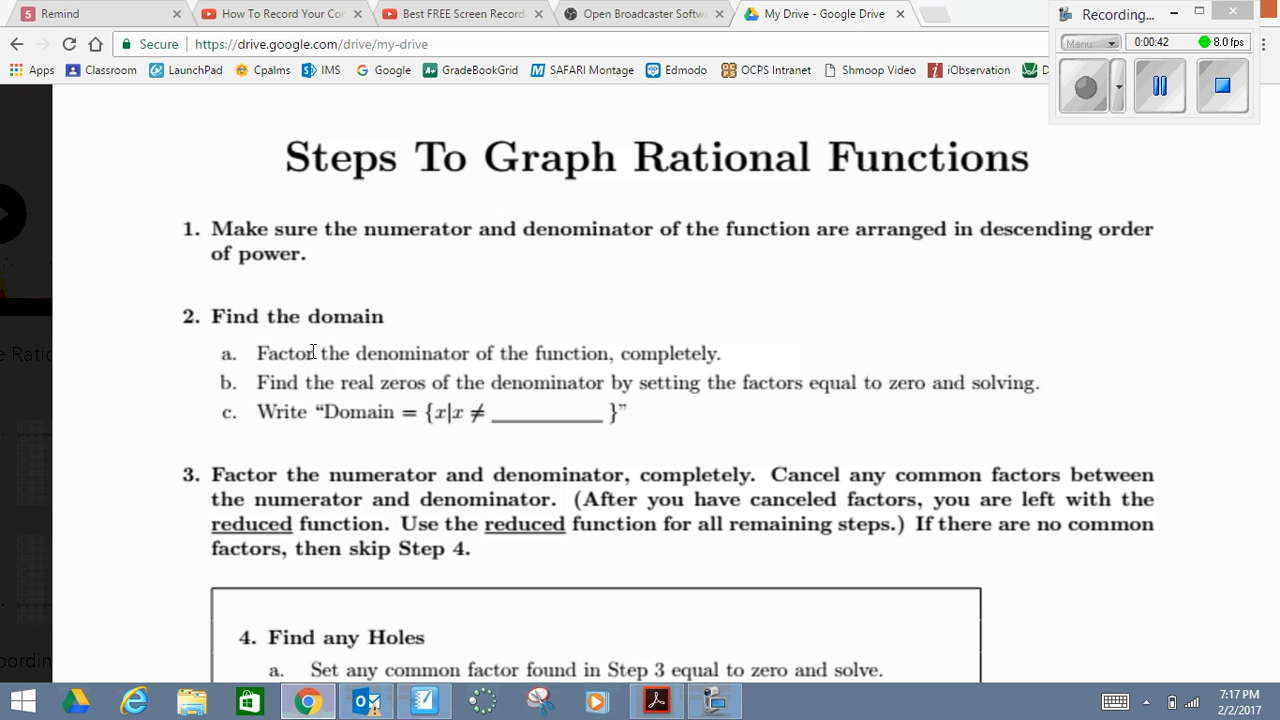 Remind
How To Record Your Con
Best FREE Screen Record
Open Broadcaster Softw
My Drive - Google Drive
Recording...
Secure
https://drive.google.com/drive/my-drive
Menu
0:00:42
8.0 fps
Apps
Classroom
LaunchPad
Cpalms
IMS
Google
GradeBookGrid
SAFARI Montage
Edmodo
OCPS Intranet
Shmoop Video
iObservation
D
Steps To Graph Rational Functions
1. Make sure the numerator and denominator of the function are arranged in descending order
of power.
2. Find the domain
a. Factor the denominator of the function, completely.
b. Find the real zeros of the denominator by setting the factors equal to zero and solving.
c. Write “Domain = {x|x ≠ __________ }”
3. Factor the numerator and denominator, completely. Cancel any common factors between
the numerator and denominator. (After you have canceled factors, you are left with the
reduced function. Use the reduced function for all remaining steps.) If there are no common
factors, then skip Step 4.
4. Find any Holes
a. Set any common factor found in Step 3 equal to zero and solve.
7:17 PM
2/2/2017